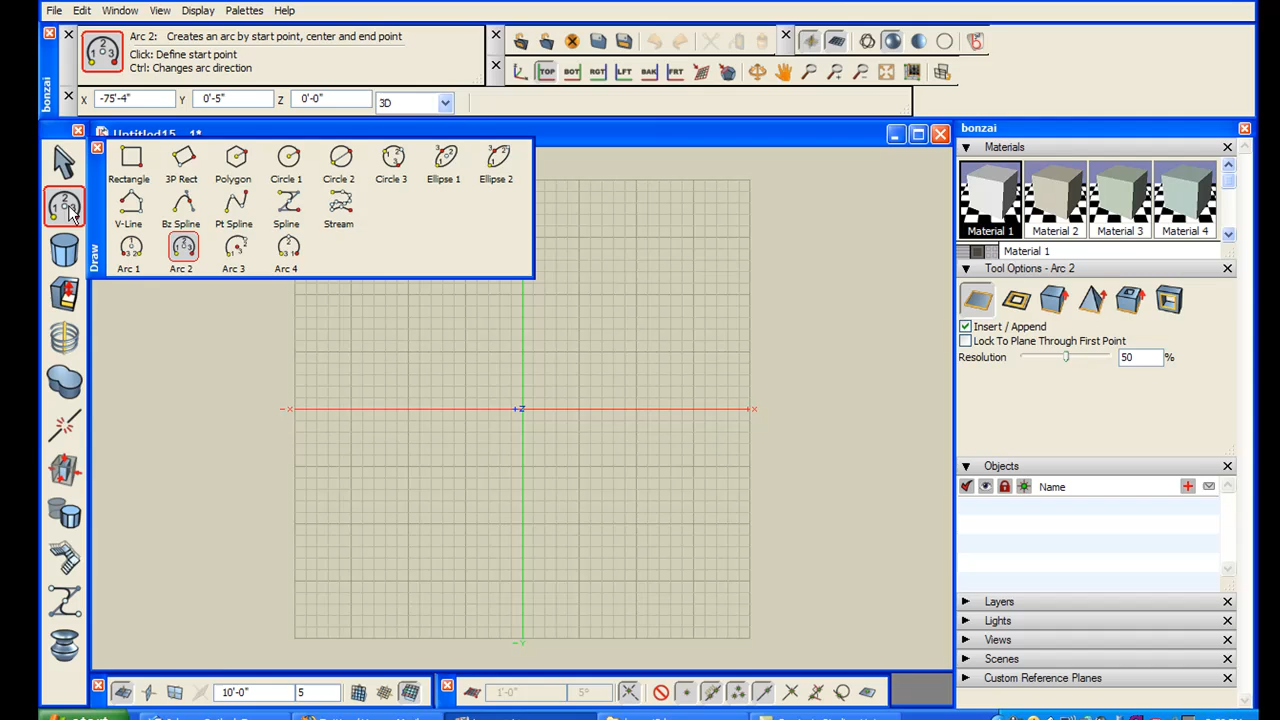 File Edit Window View Display Palettes Help
Arc 2: Creates an arc by start point, center and end point
Click: Define start point
Ctrl: Changes arc direction
bonzai
X -75'-4" Y 0'-5" Z 0'-0" 3D
TOP BOT RGT LFT BAK FRT
Untitled15
1*
Rectangle 3P Rect Polygon Circle 1 Circle 2 Circle 3 Ellipse 1 Ellipse 2
V-Line Bz Spline Pt Spline Spline Stream
Arc 1 Arc 2 Arc 3 Arc 4
Draw
-X +Z X
-Y
bonzai
Materials
Material 1 Material 2 Material 3 Material 4
Material 1
Tool Options - Arc 2
Insert / Append
Lock To Plane Through First Point
Resolution 50 %
Objects
Name
Layers
Lights
Views
Scenes
Custom Reference Planes
10'-0" 5 1'-0" 5°